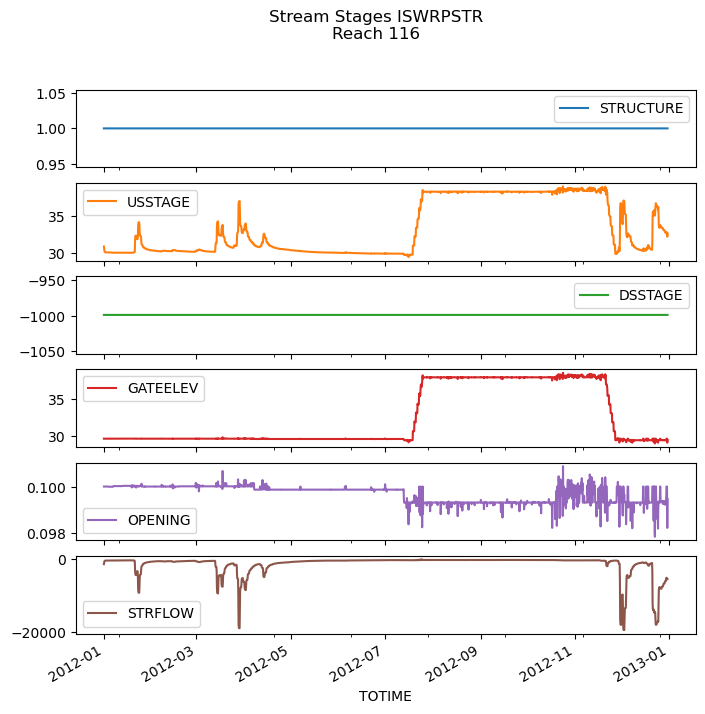 Stream Stages ISWRPSTR
Reach 116
1.05
1.00
0.95
STRUCTURE
35
30
USSTAGE
−950
−1000
−1050
DSSTAGE
35
30
GATEELEV
0.100
0.098
OPENING
0
−20000
STRFLOW
2012-01
2012-03
2012-05
2012-07
2012-09
2012-11
2013-01
TOTIME